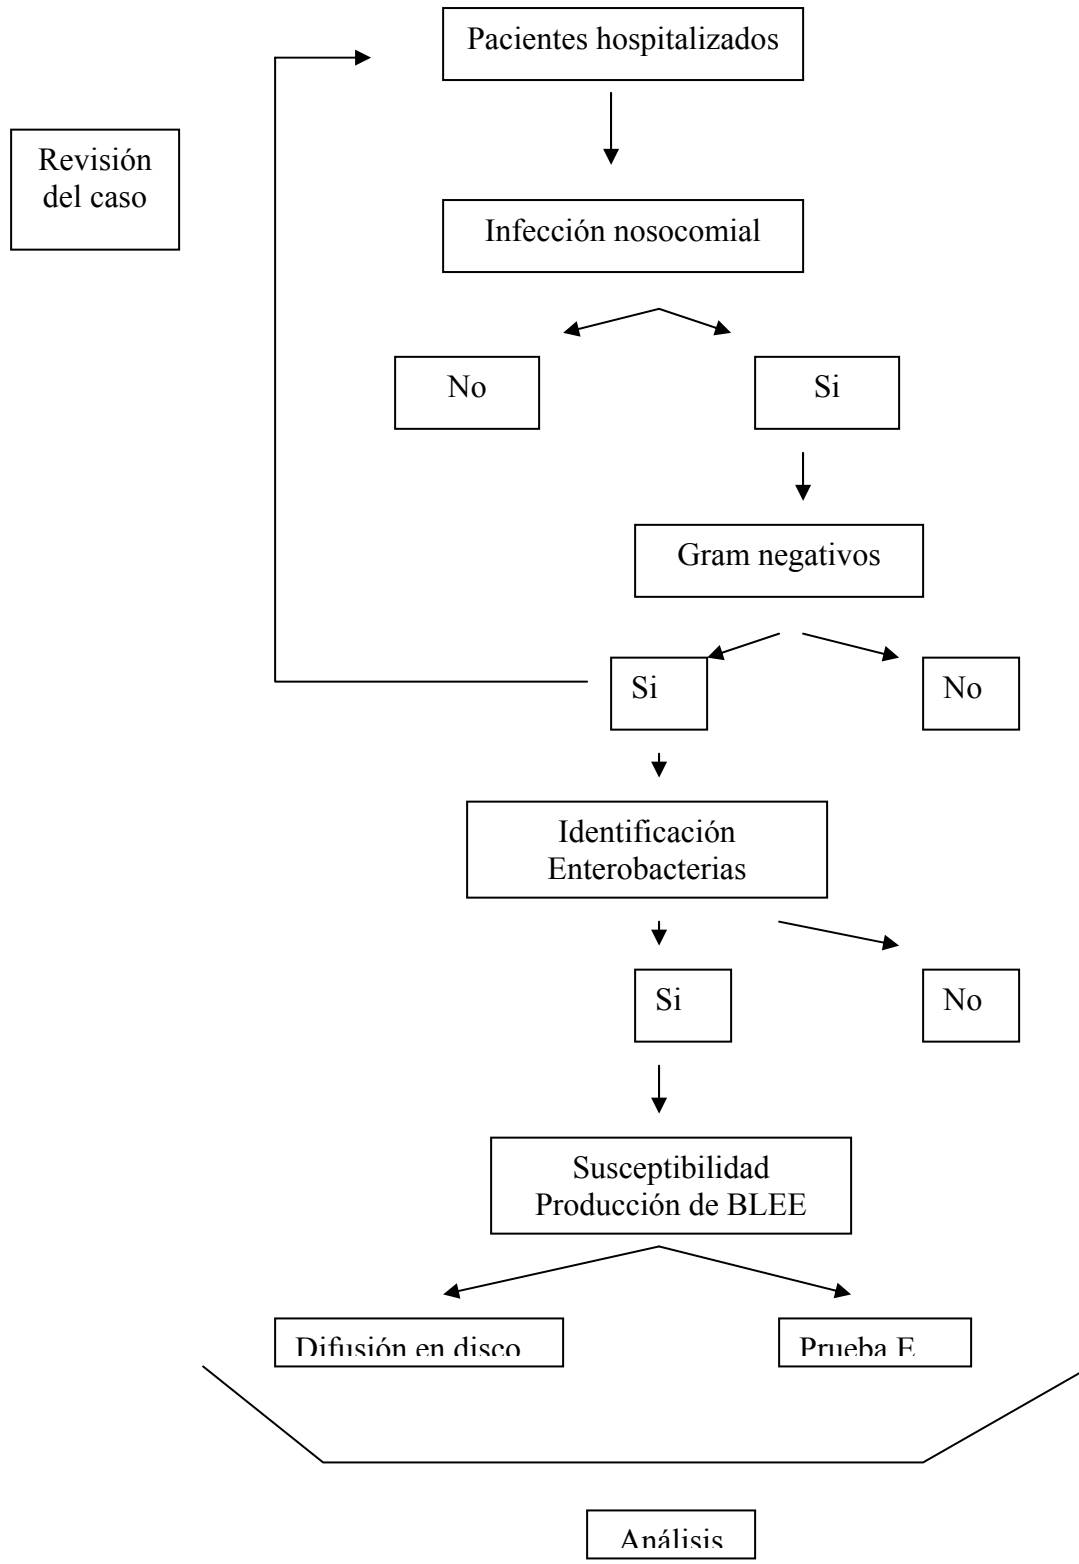 Pacientes hospitalizados
Revisión
del caso
Infección nosocomial
No
Si
Gram negativos
Si
No
Identificación
Enterobacterias
Si
No
Susceptibilidad
Producción de BLEE
Difusión en disco
Prueba E
Análisis